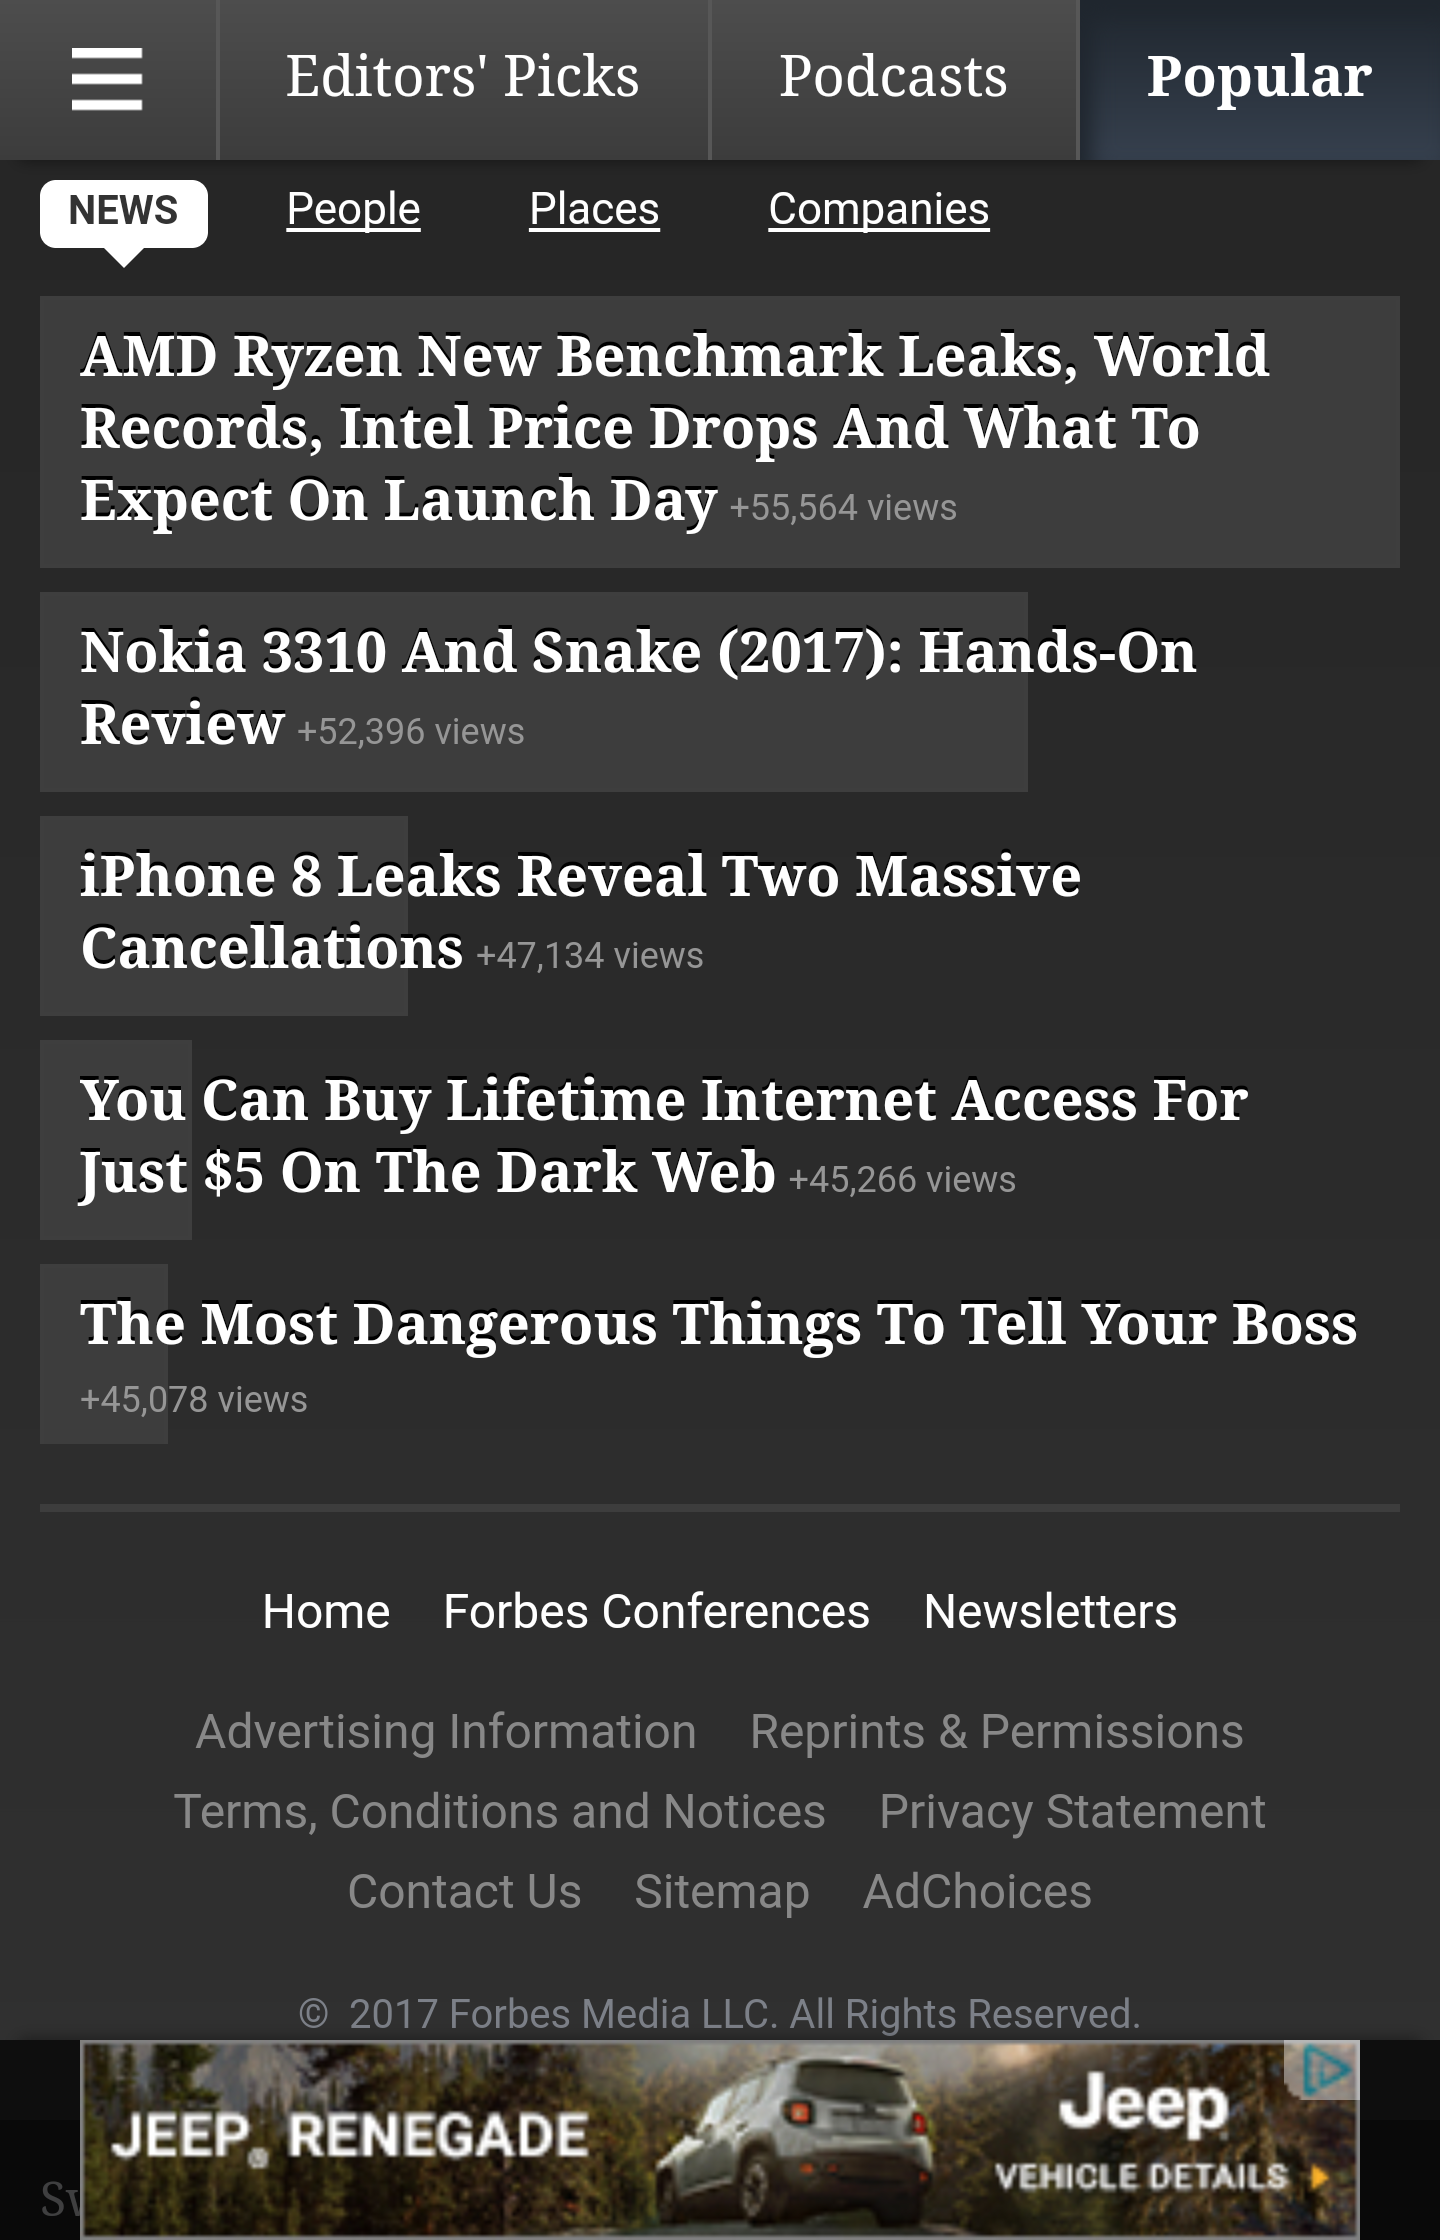 Editors' Picks
Podcasts
Popular
NEWS
People
Places
Companies
AMD Ryzen New Benchmark Leaks, World
Records, Intel Price Drops And What To
Expect On Launch Day +55,564 views
Nokia 3310 And Snake (2017): Hands-On
Review +52,396 views
iPhone 8 Leaks Reveal Two Massive
Cancellations +47,134 views
You Can Buy Lifetime Internet Access For
Just $5 On The Dark Web +45,266 views
The Most Dangerous Things To Tell Your Boss
+45,078 views
Home Forbes Conferences Newsletters
Advertising Information Reprints & Permissions
Terms, Conditions and Notices Privacy Statement
Contact Us Sitemap AdChoices
© 2017 Forbes Media LLC. All Rights Reserved.
JEEP® RENEGADE
Jeep
VEHICLE DETAILS